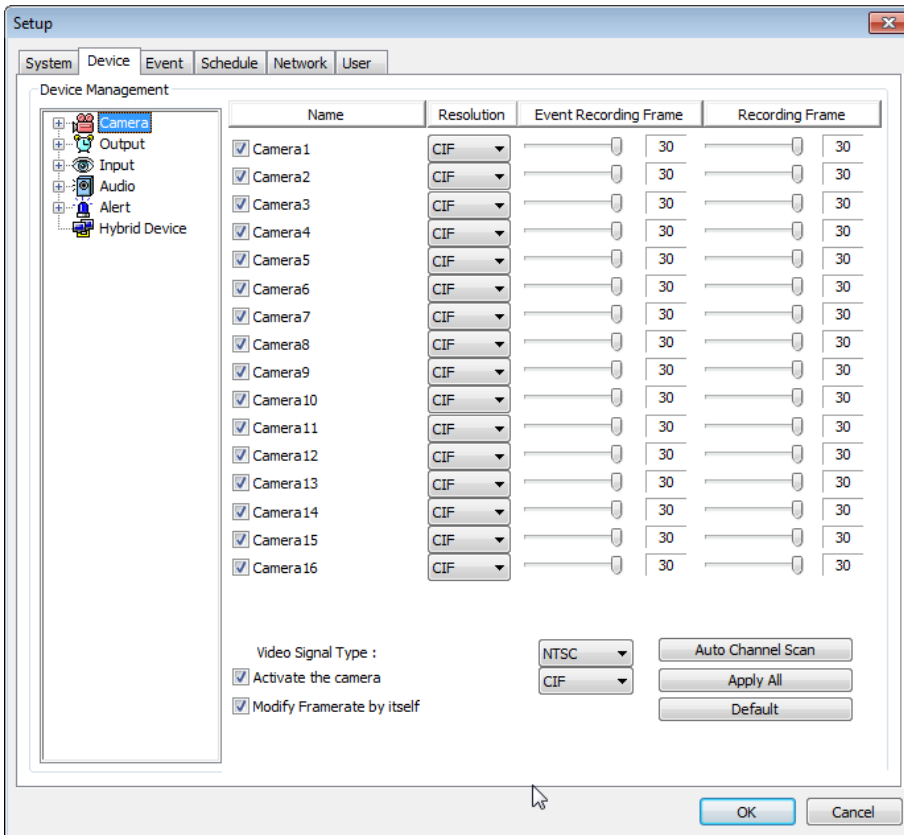 Setup
System Device Event Schedule Network User
Device Management
Camera
Output
Input
Audio
Alert
Hybrid Device
Name Resolution Event Recording Frame Recording Frame
Camera1 CIF 30 30
Camera2 CIF 30 30
Camera3 CIF 30 30
Camera4 CIF 30 30
Camera5 CIF 30 30
Camera6 CIF 30 30
Camera7 CIF 30 30
Camera8 CIF 30 30
Camera9 CIF 30 30
Camera10 CIF 30 30
Camera11 CIF 30 30
Camera12 CIF 30 30
Camera13 CIF 30 30
Camera14 CIF 30 30
Camera15 CIF 30 30
Camera16 CIF 30 30
Video Signal Type : NTSC Auto Channel Scan
Activate the camera CIF Apply All
Modify Framerate by itself Default
OK Cancel